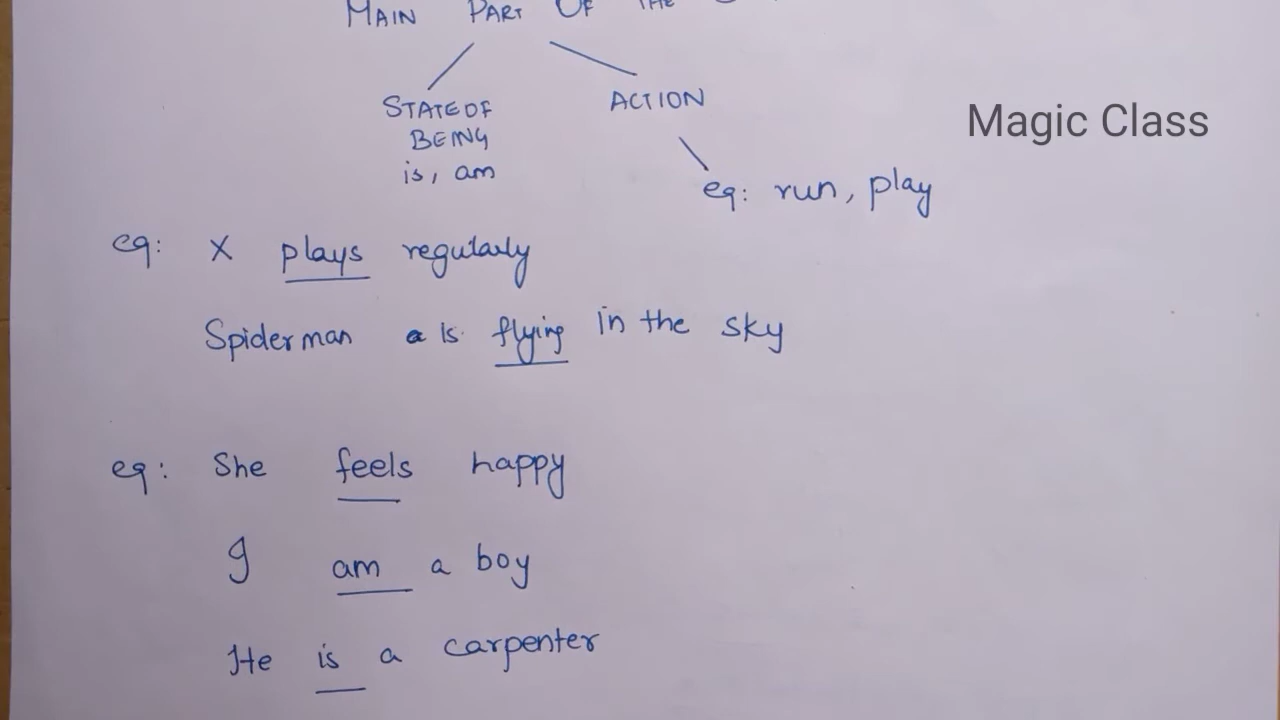 MAIN PART OF THE
STATE OF
BEING
is, am
ACTION
eg: run, play
Magic Class
eg: X plays regularly
Spiderman a is flying in the sky
eg: She feels happy
I am a boy
He is a carpenter